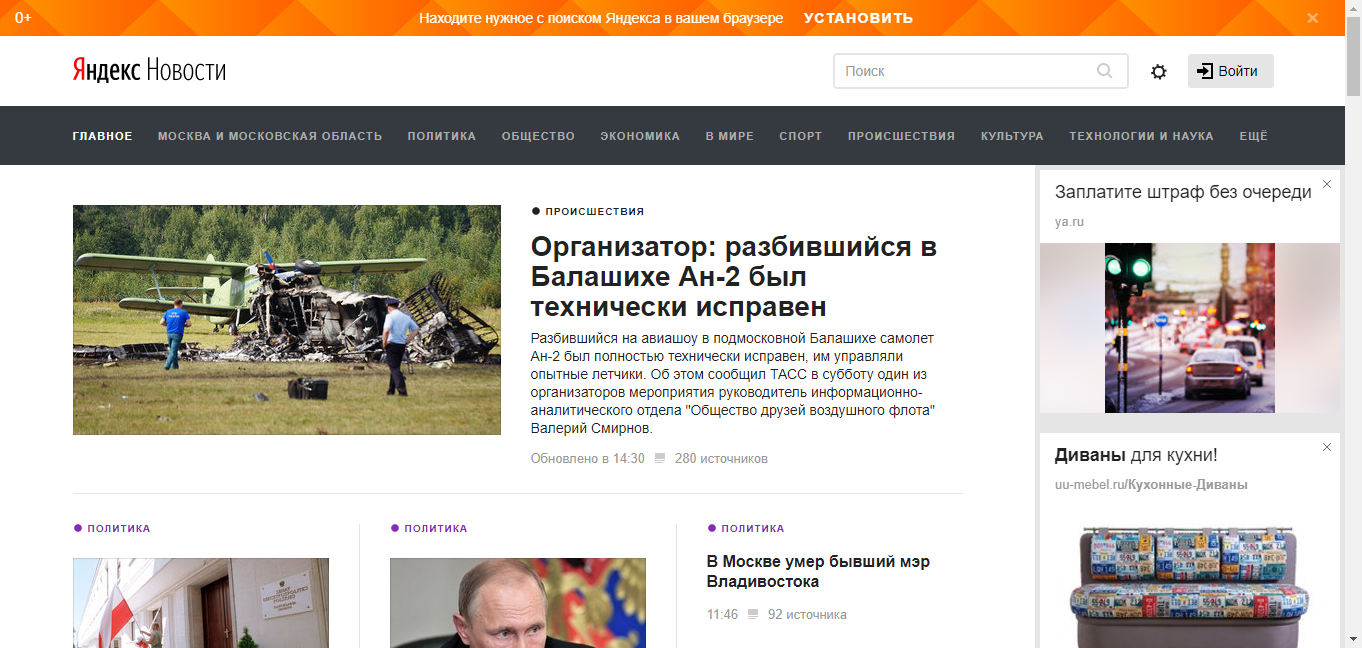 0+
Находите нужное с поиском Яндекса в вашем браузере УСТАНОВИТЬ
Яндекс Новости
Поиск
Войти
ГЛАВНОЕ МОСКВА И МОСКОВСКАЯ ОБЛАСТЬ ПОЛИТИКА ОБЩЕСТВО ЭКОНОМИКА В МИРЕ СПОРТ ПРОИСШЕСТВИЯ КУЛЬТУРА ТЕХНОЛОГИИ И НАУКА ЕЩЁ
ПРОИСШЕСТВИЯ
Организатор: разбившийся в
Балашихе Ан-2 был
технически исправен
Разбившийся на авиашоу в подмосковной Балашихе самолет
Ан-2 был полностью технически исправен, им управляли
опытные летчики. Об этом сообщил ТАСС в субботу один из
организаторов мероприятия руководитель информационно-
аналитического отдела "Общество друзей воздушного флота"
Валерий Смирнов.
Обновлено в 14:30 280 источников
ПОЛИТИКА
ПОЛИТИКА
ПОЛИТИКА
В Москве умер бывший мэр
Владивостока
11:46 92 источника
Заплатите штраф без очереди
ya.ru
Диваны для кухни!
uu-mebel.ru/Кухонные-Диваны